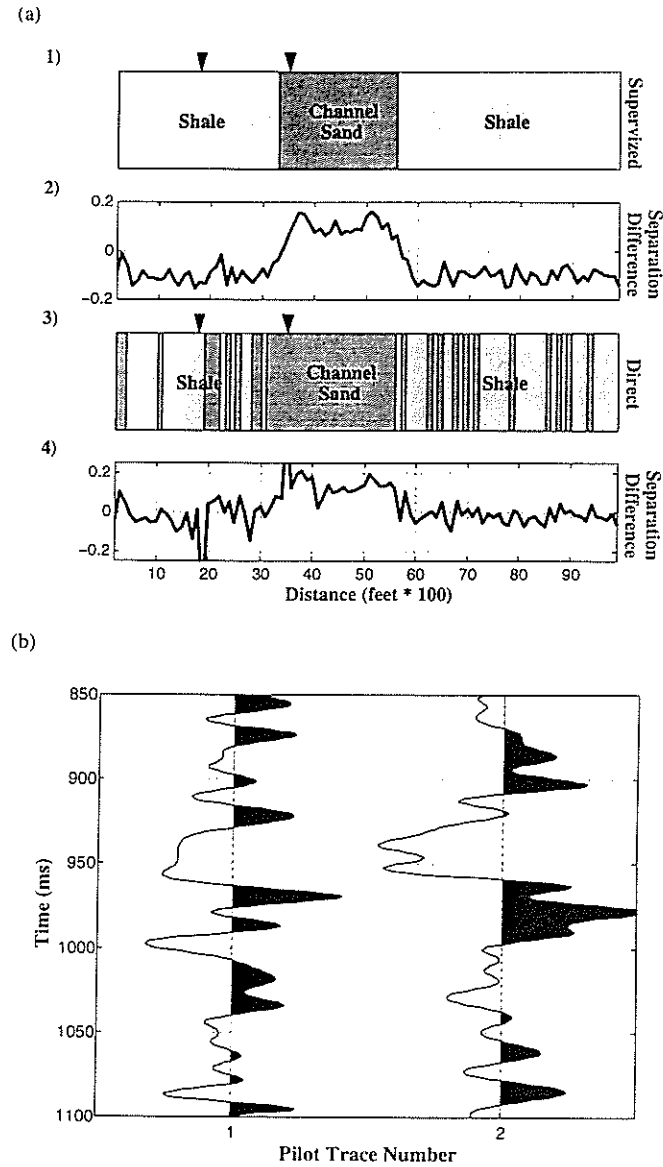 (a)
1)
Shale
Channel
Sand
Shale
Supervized
2)
0.2
0
-0.2
Separation
Difference
3)
Shale
Channel
Sand
Shale
Direct
4)
0.2
0
-0.2
Separation
Difference
10 20 30 40 50 60 70 80 90
Distance (feet * 100)
(b)
850
900
950
1000
1050
1100
Time (ms)
1 2
Pilot Trace Number